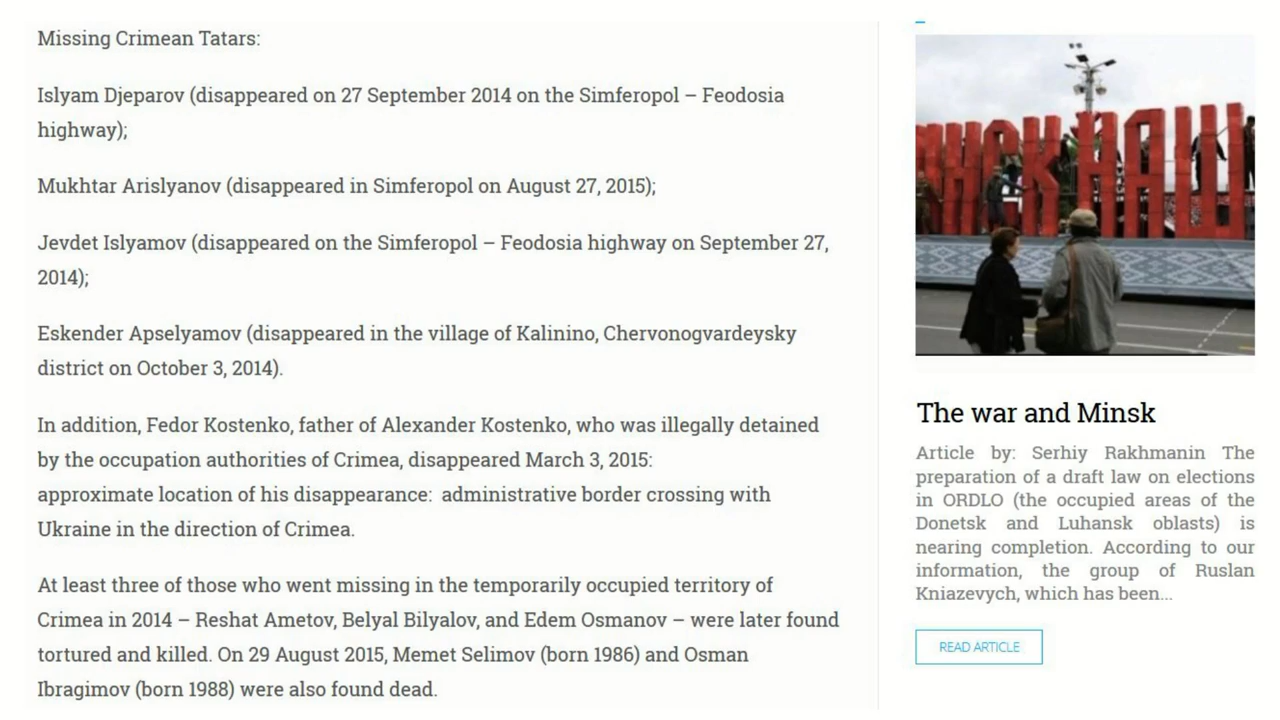 Missing Crimean Tatars:
Islyam Djeparov (disappeared on 27 September 2014 on the Simferopol – Feodosia
highway);
Mukhtar Arislyanov (disappeared in Simferopol on August 27, 2015);
Jevdet Islyamov (disappeared on the Simferopol – Feodosia highway on September 27,
2014);
Eskender Apselyamov (disappeared in the village of Kalinino, Chervonogvardeysky
district on October 3, 2014).
In addition, Fedor Kostenko, father of Alexander Kostenko, who was illegally detained
by the occupation authorities of Crimea, disappeared March 3, 2015:
approximate location of his disappearance:  administrative border crossing with
Ukraine in the direction of Crimea.
At least three of those who went missing in the temporarily occupied territory of
Crimea in 2014 – Reshat Ametov, Belyal Bilyalov, and Edem Osmanov – were later found
tortured and killed. On 29 August 2015, Memet Selimov (born 1986) and Osman
Ibragimov (born 1988) were also found dead.
НАШ
The war and Minsk
Article by: Serhiy Rakhmanin The
preparation of a draft law on elections
in ORDLO (the occupied areas of the
Donetsk and Luhansk oblasts) is
nearing completion. According to our
information, the group of Ruslan
Kniazevych, which has been...
READ ARTICLE